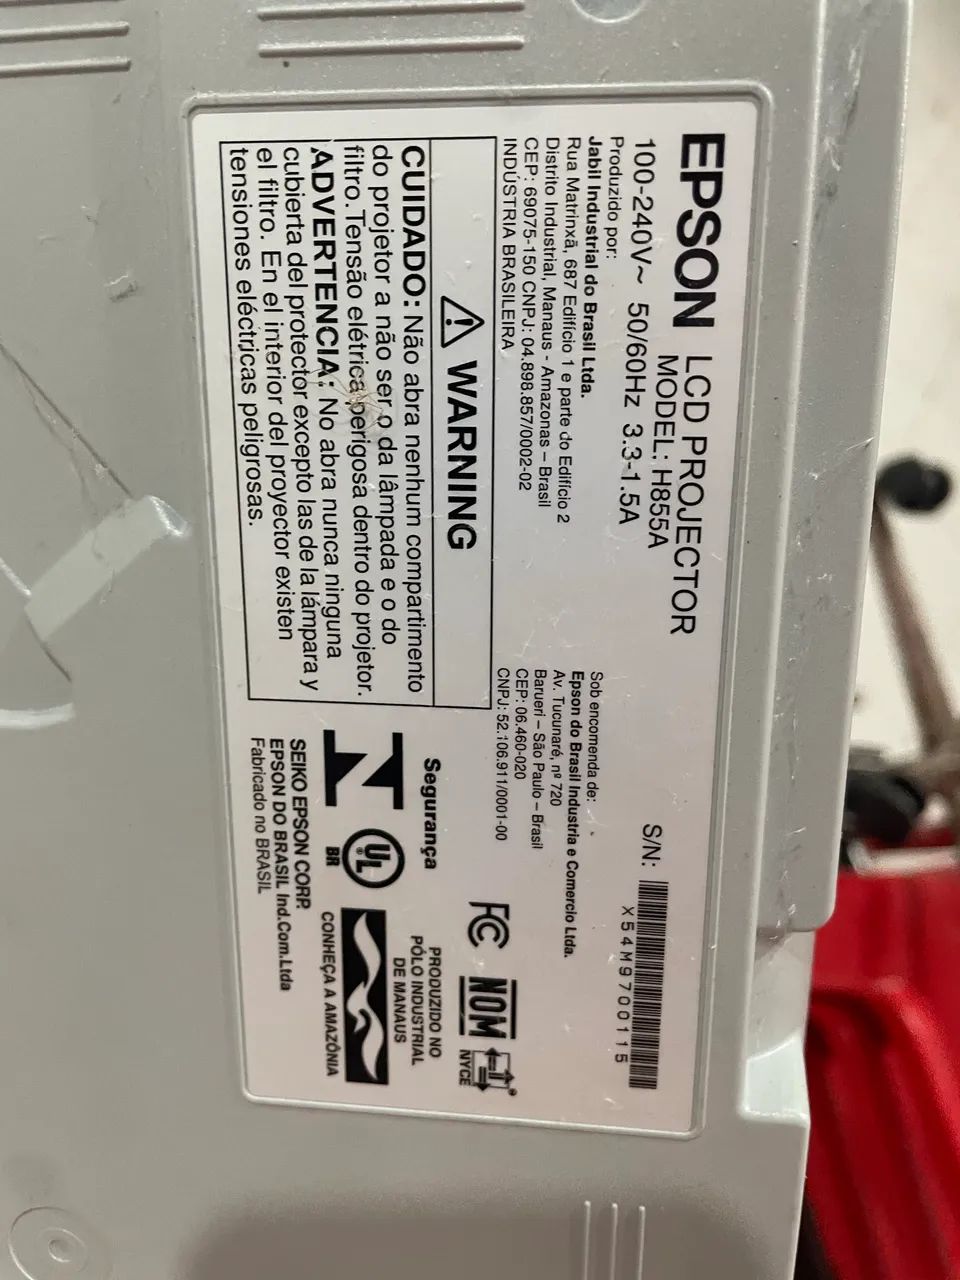 EPSON LCD PROJECTOR
MODEL: H855A
100-240V~ 50/60Hz 3.3-1.5A
S/N:
X54M9700115
Produzido por:
Jabil Industrial do Brasil Ltda.
Rua Matrinxã, 687 Edifício 1 e parte do Edifício 2
Distrito Industrial, Manaus - Amazonas – Brasil
CEP: 69075-150 CNPJ: 04.898.857/0002-02
INDÚSTRIA BRASILEIRA
Sob encomenda de:
Epson do Brasil Industria e Comercio Ltda.
Av. Tucunaré, nº 720
Barueri – São Paulo – Brasil
CEP: 06.460-020
CNPJ: 52.106.911/0001-00
WARNING
CUIDADO: Não abra nenhum compartimento
do projetor a não ser o da lâmpada e o do
filtro. Tensão elétrica perigosa dentro do projetor.
ADVERTENCIA: No abra nunca ninguna
cubierta del protector excepto las de la lámpara y
el filtro. En el interior del proyector existen
tensiones eléctricas peligrosas.
FC
NOM
NYCE
Segurança
UL
BR
PRODUZIDO NO
PÓLO INDUSTRIAL
DE MANAUS
CONHEÇA A AMAZÔNIA
SEIKO EPSON CORP.
EPSON DO BRASIL Ind.Com.Ltda
Fabricado no BRASIL